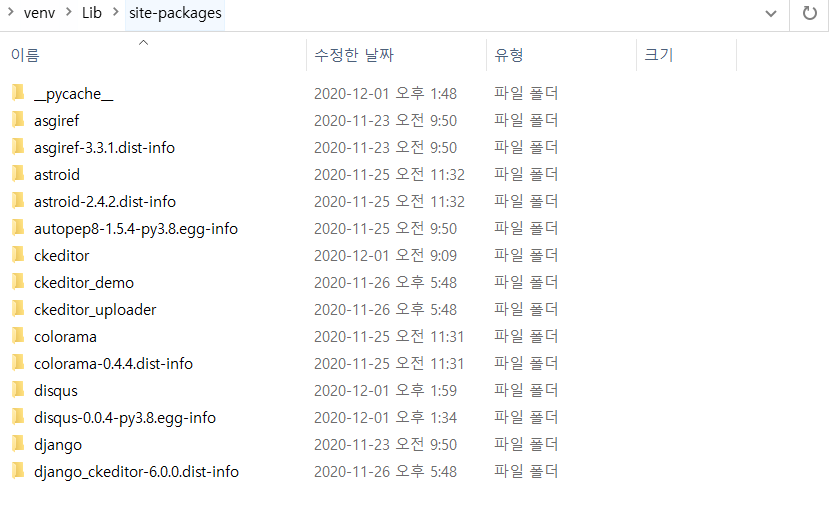 venv > Lib > site-packages
이름 수정한 날짜 유형 크기
__pycache__ 2020-12-01 오후 1:48 파일 폴더
asgiref 2020-11-23 오전 9:50 파일 폴더
asgiref-3.3.1.dist-info 2020-11-23 오전 9:50 파일 폴더
astroid 2020-11-25 오전 11:32 파일 폴더
astroid-2.4.2.dist-info 2020-11-25 오전 11:32 파일 폴더
autopep8-1.5.4-py3.8.egg-info 2020-11-25 오전 9:50 파일 폴더
ckeditor 2020-12-01 오전 9:09 파일 폴더
ckeditor_demo 2020-11-26 오후 5:48 파일 폴더
ckeditor_uploader 2020-11-26 오후 5:48 파일 폴더
colorama 2020-11-25 오전 11:31 파일 폴더
colorama-0.4.4.dist-info 2020-11-25 오전 11:31 파일 폴더
disqus 2020-12-01 오후 1:59 파일 폴더
disqus-0.0.4-py3.8.egg-info 2020-12-01 오후 1:34 파일 폴더
django 2020-11-23 오전 9:50 파일 폴더
django_ckeditor-6.0.0.dist-info 2020-11-26 오후 5:48 파일 폴더